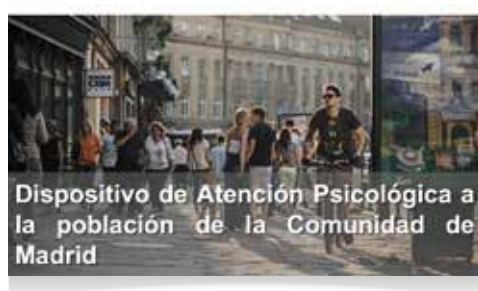 Dispositivo de Atención Psicológica a
la población de la Comunidad de
Madrid